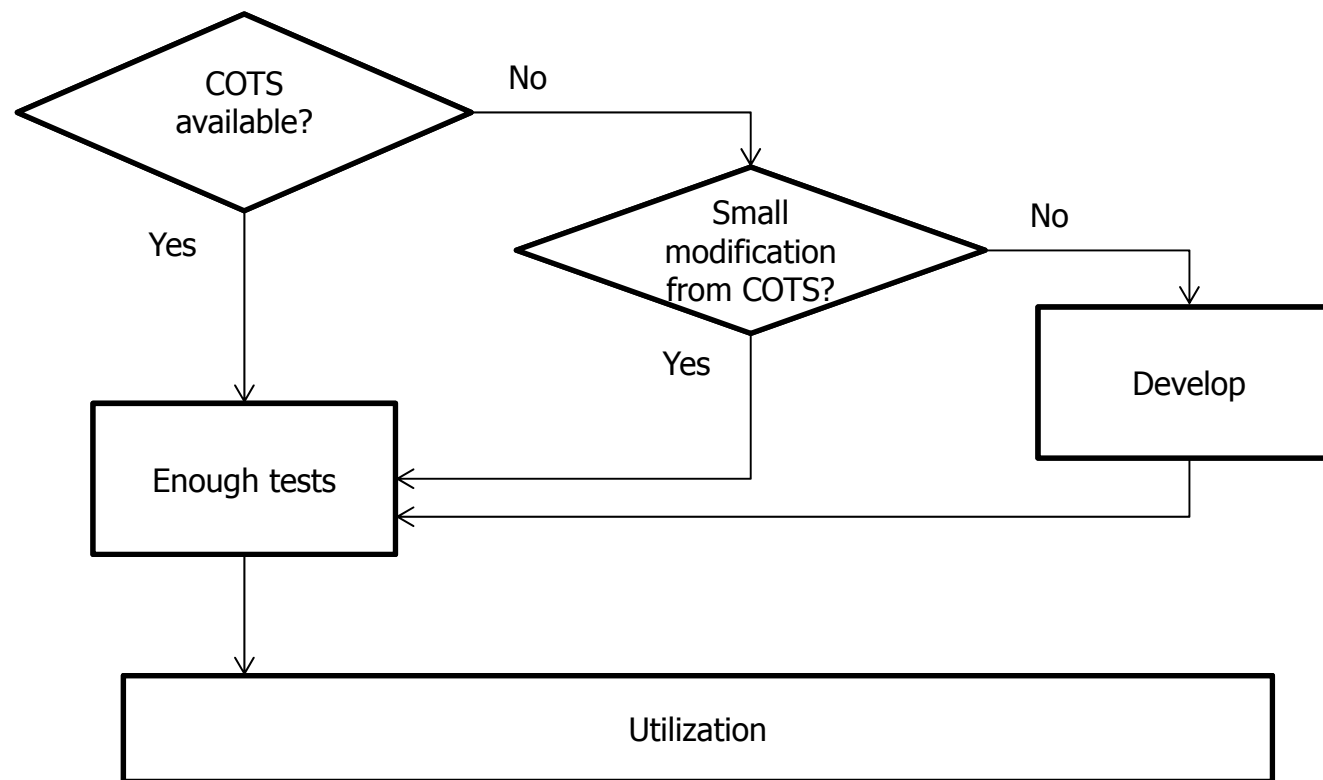 COTS
available?
No
Yes
Small
modification
from COTS?
No
Yes
Develop
Enough tests
Utilization